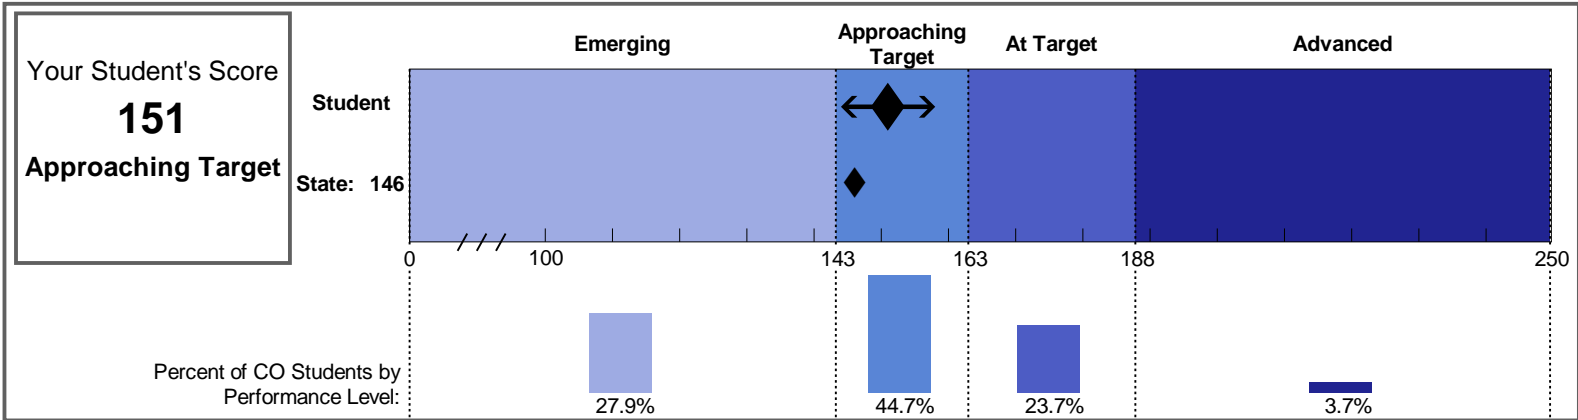 Your Student's Score
151
Approaching Target
Emerging
Approaching
Target
At Target
Advanced
Student
State: 146
0
100
143
163
188
250
Percent of CO Students by
Performance Level:
27.9%
44.7%
23.7%
3.7%